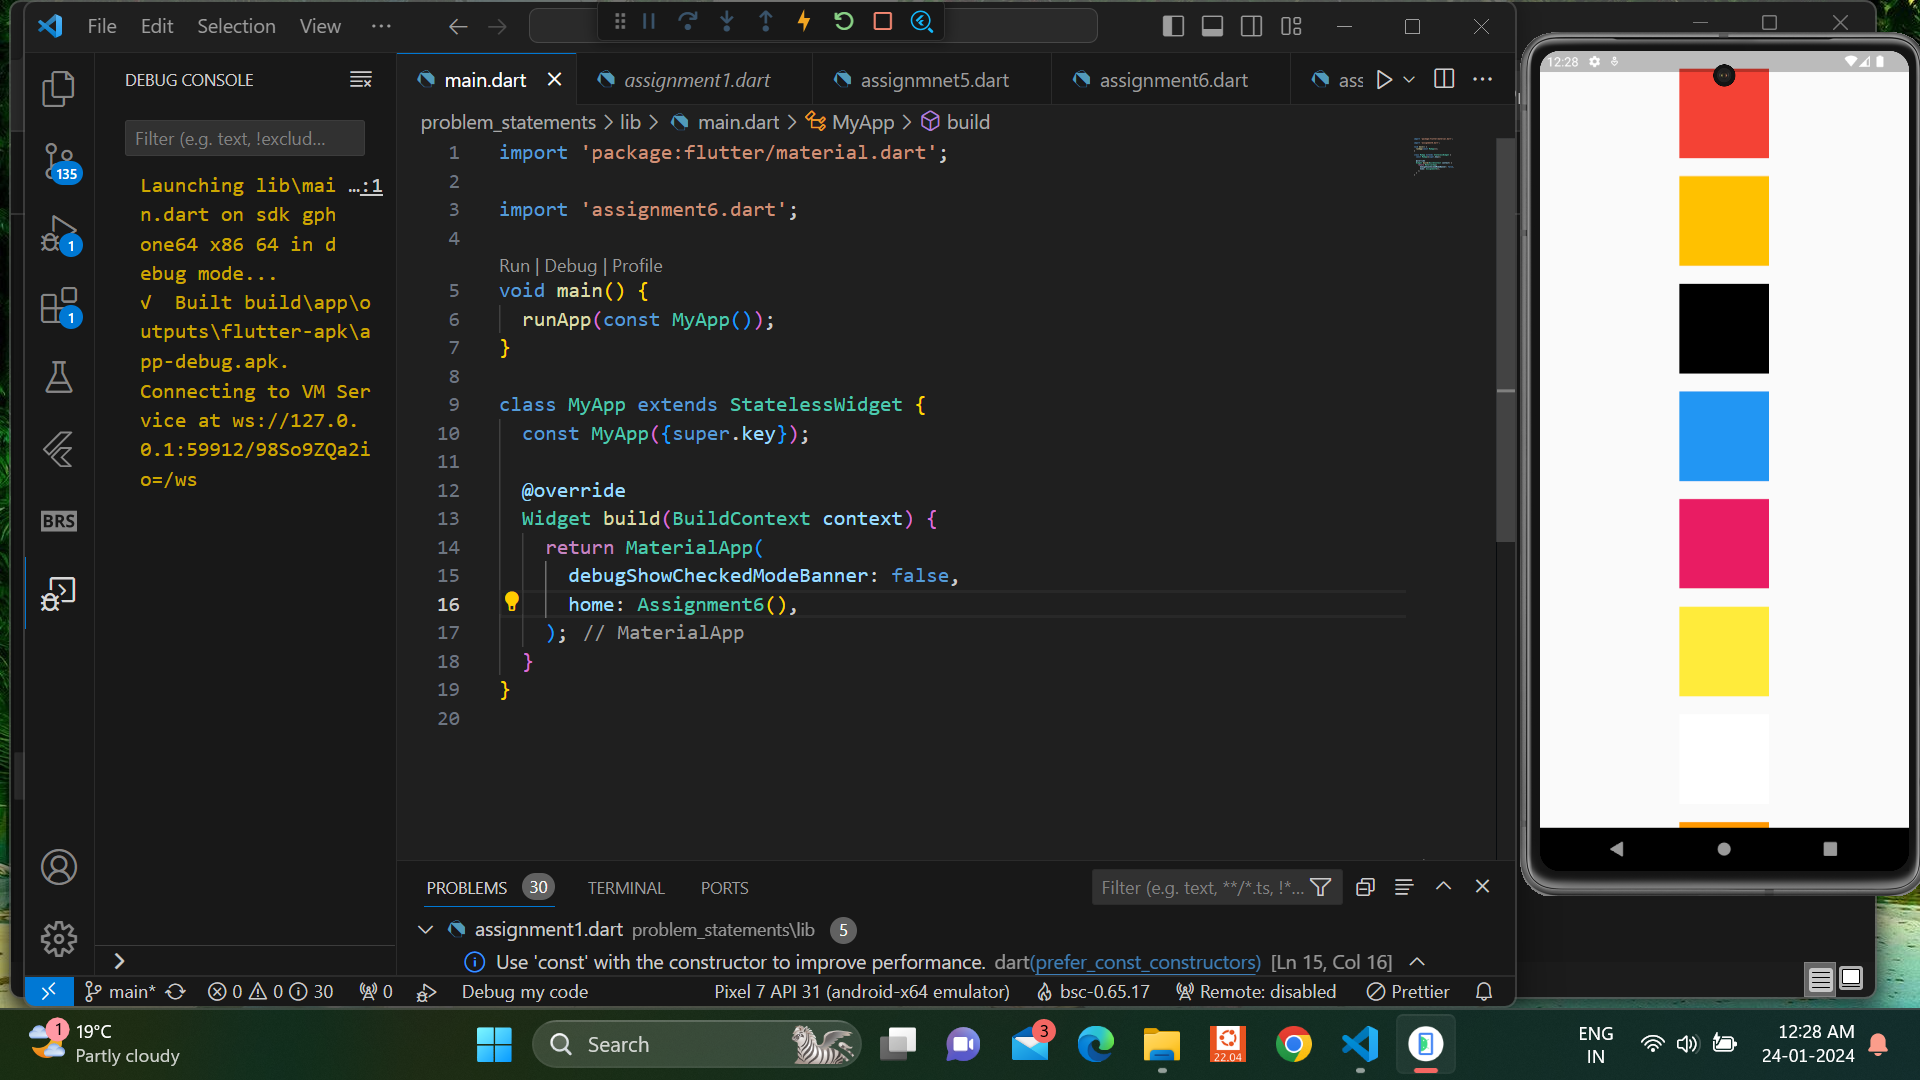 File Edit Selection View ···
DEBUG CONSOLE
Filter (e.g. text, !exclud...
Launching lib\mai …:1
n.dart on sdk gph
one64 x86 64 in d
ebug mode...
√ Built build\app\o
utputs\flutter-apk\a
pp-debug.apk.
Connecting to VM Ser
vice at ws://127.0.
0.1:59912/98So9ZQa2i
o=/ws
135
1
1
BRS
main.dart assignment1.dart assignmnet5.dart assignment6.dart ass
problem_statements > lib > main.dart > MyApp > build
1 import 'package:flutter/material.dart';
2
3 import 'assignment6.dart';
4
Run | Debug | Profile
5 void main() {
6 runApp(const MyApp());
7 }
8
9 class MyApp extends StatelessWidget {
10 const MyApp({super.key});
11
12 @override
13 Widget build(BuildContext context) {
14 return MaterialApp(
15 debugShowCheckedModeBanner: false,
16 home: Assignment6(),
17 ); // MaterialApp
18 }
19 }
20
PROBLEMS 30 TERMINAL PORTS Filter (e.g. text, **/*.ts, !*...
assignment1.dart problem_statements\lib 5
Use 'const' with the constructor to improve performance. dart(prefer_const_constructors) [Ln 15, Col 16]
main* 0 0 30 0 Debug my code Pixel 7 API 31 (android-x64 emulator) bsc-0.65.17 Remote: disabled Prettier
12:28
1 19°C
Partly cloudy
Search
3
22.04
ENG
IN
12:28 AM
24-01-2024